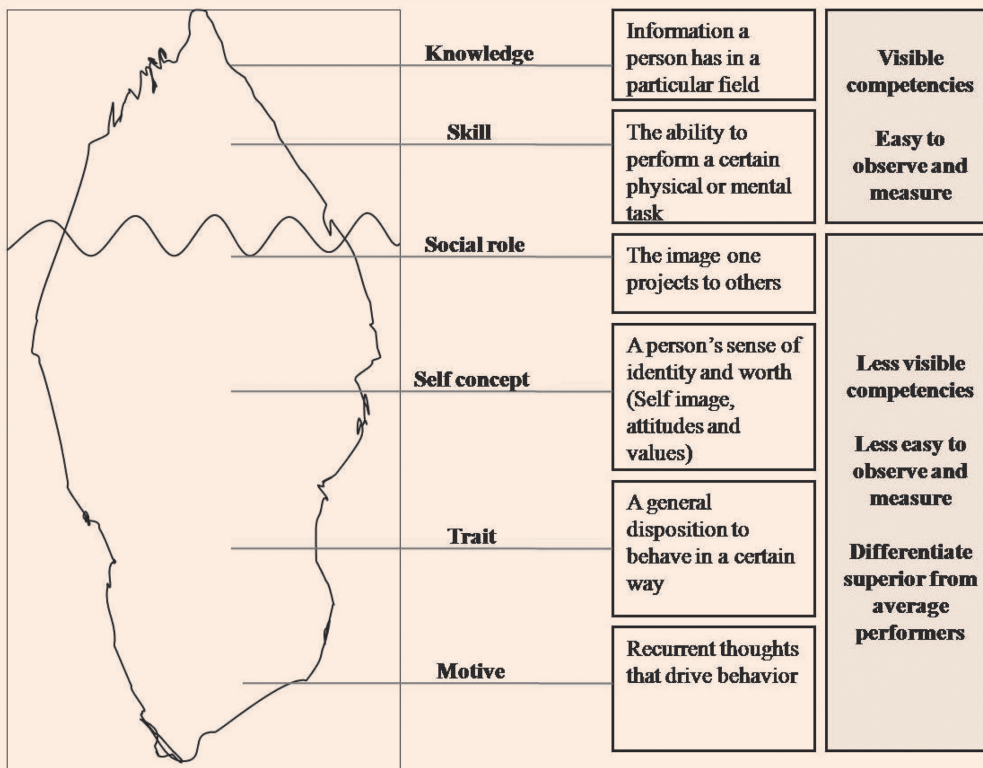 Knowledge
Information a
person has in a
particular field
Skill
The ability to
perform a certain
physical or mental
task
Visible
competencies
Easy to
observe and
measure
Social role
The image one
projects to others
Self concept
A person's sense of
identity and worth
(Self image,
attitudes and
values)
Trait
A general
disposition to
behave in a certain
way
Motive
Recurrent thoughts
that drive behavior
Less visible
competencies
Less easy to
observe and
measure
Differentiate
superior from
average
performers